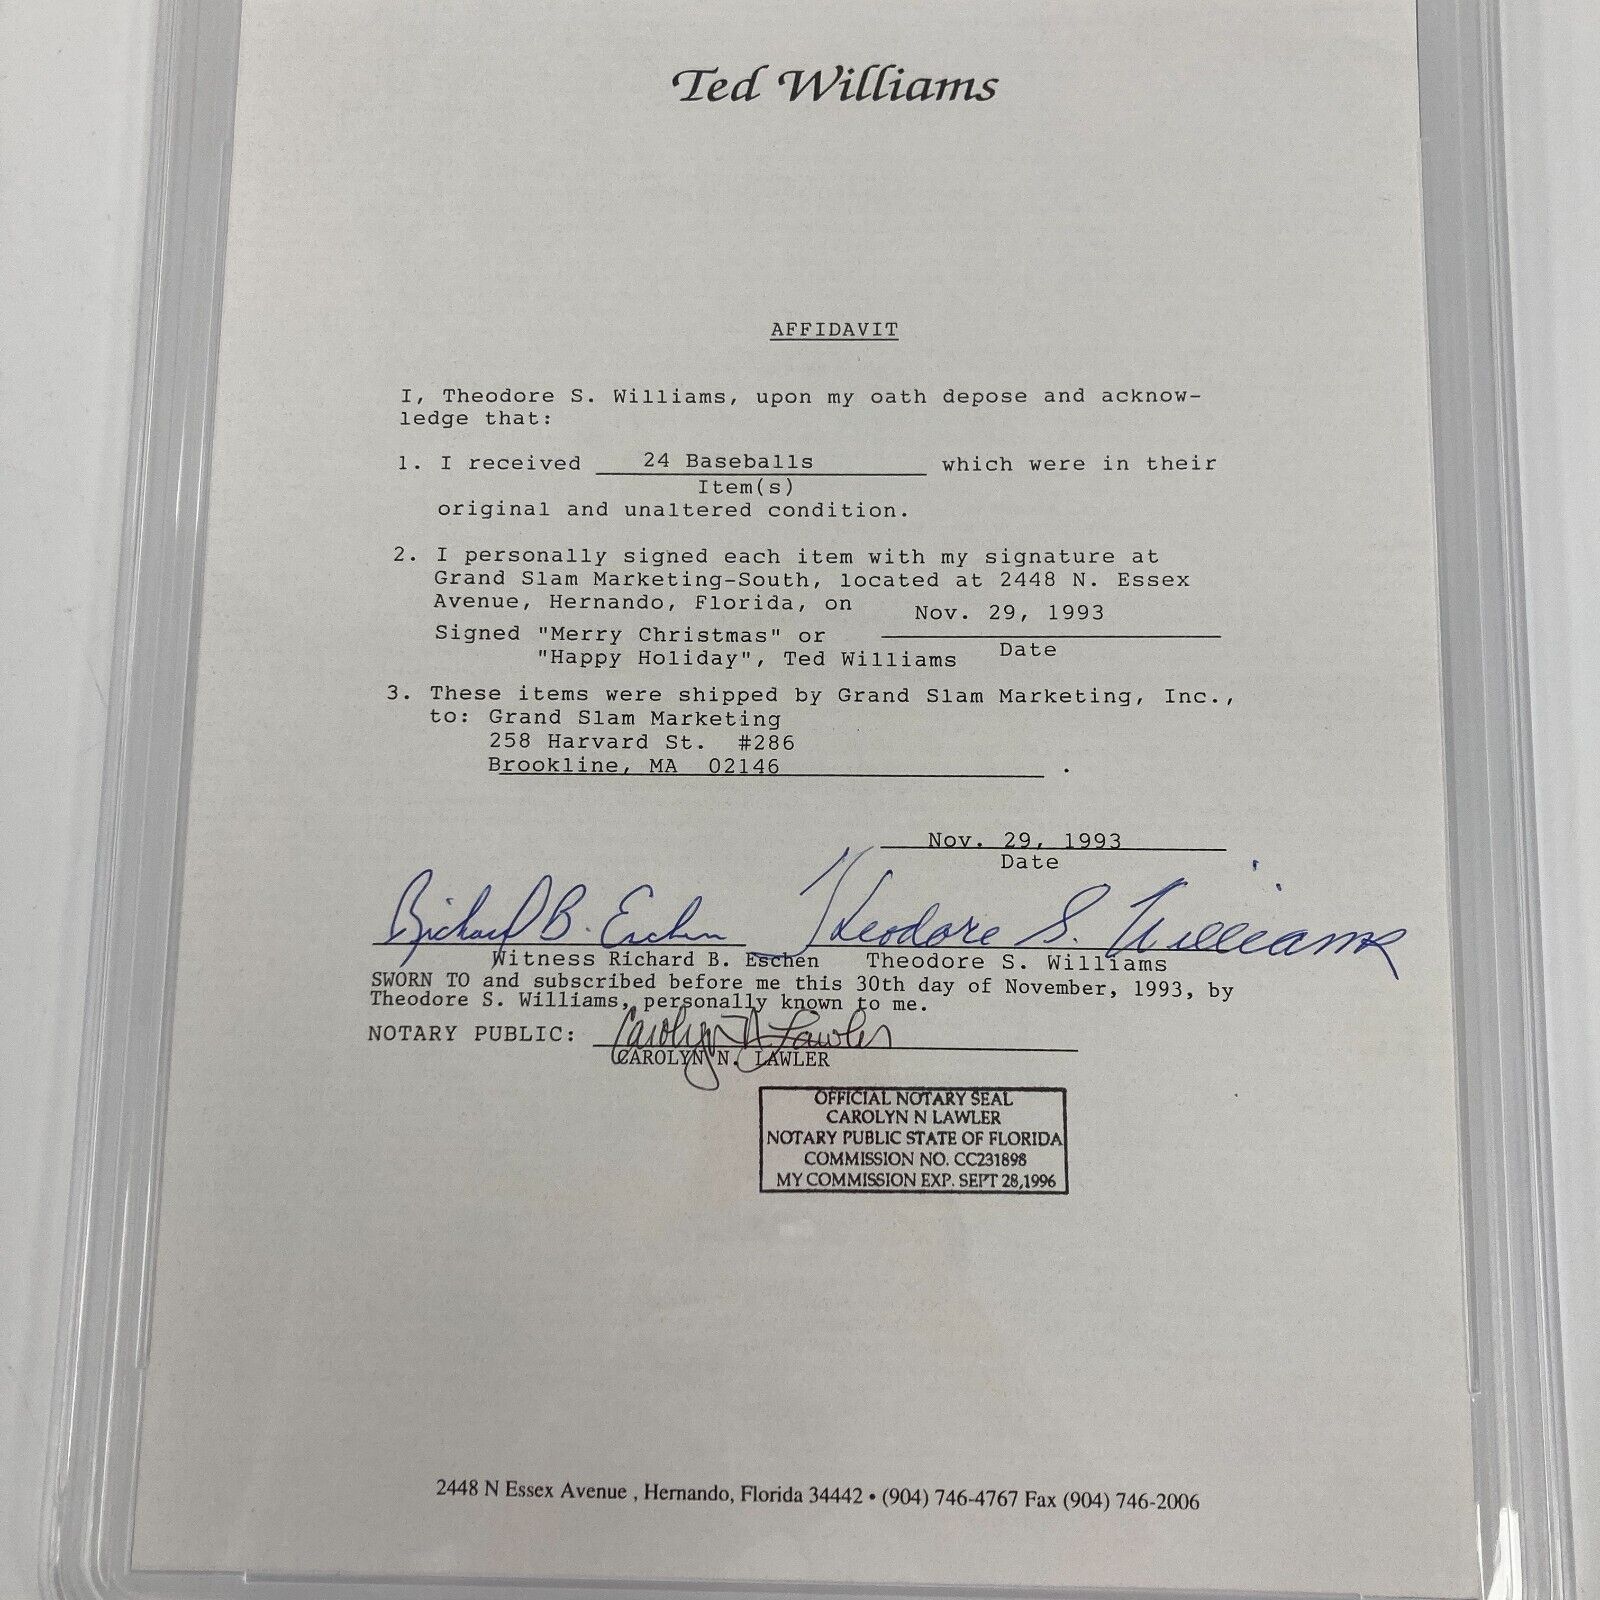 Ted Williams
AFFIDAVIT
I, Theodore S. Williams, upon my oath depose and acknow-
ledge that:
1. I received 24 Baseballs which were in their
Item(s)
original and unaltered condition.
2. I personally signed each item with my signature at
Grand Slam Marketing-South, located at 2448 N. Essex
Avenue, Hernando, Florida, on Nov. 29, 1993
Signed "Merry Christmas" or
Date
"Happy Holiday", Ted Williams
3. These items were shipped by Grand Slam Marketing, Inc.,
to: Grand Slam Marketing
258 Harvard St. #286
Brookline, MA 02146 .
Nov. 29, 1993
Date
Richard B. Eschen Theodore S. Williams
Witness Richard B. Eschen Theodore S. Williams
SWORN TO and subscribed before me this 30th day of November, 1993, by
Theodore S. Williams, personally known to me.
NOTARY PUBLIC: Carolyn N. Lawler
CAROLYN N. LAWLER
OFFICIAL NOTARY SEAL
CAROLYN N LAWLER
NOTARY PUBLIC STATE OF FLORIDA
COMMISSION NO. CC231898
MY COMMISSION EXP. SEPT 28,1996
2448 N Essex Avenue , Hernando, Florida 34442 • (904) 746-4767 Fax (904) 746-2006